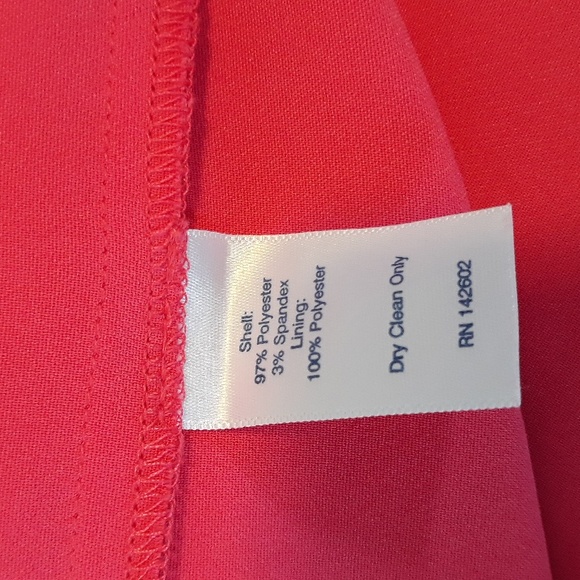 Shell:
97% Polyester
3% Spandex
Lining:
100% Polyester
Dry Clean Only
RN 142602